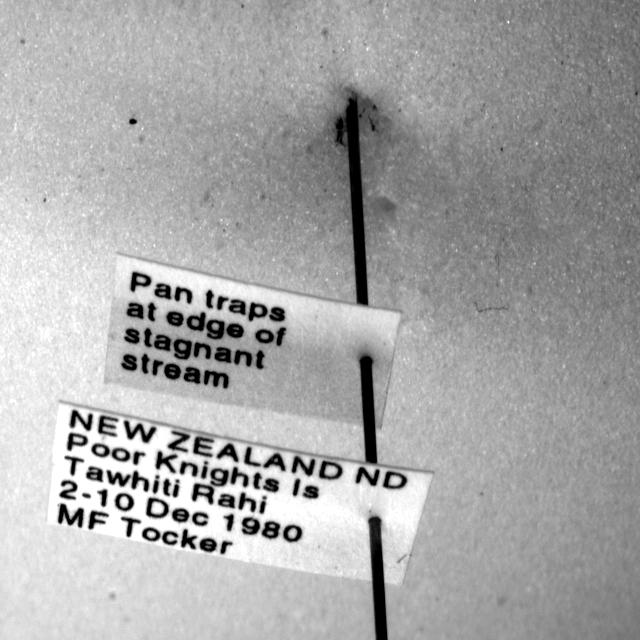 Pan traps
at edge of
stagnant
stream
NEW ZEALAND ND
Poor Knights Is
Tawhiti Rahi
2-10 Dec 1980
MF Tocker